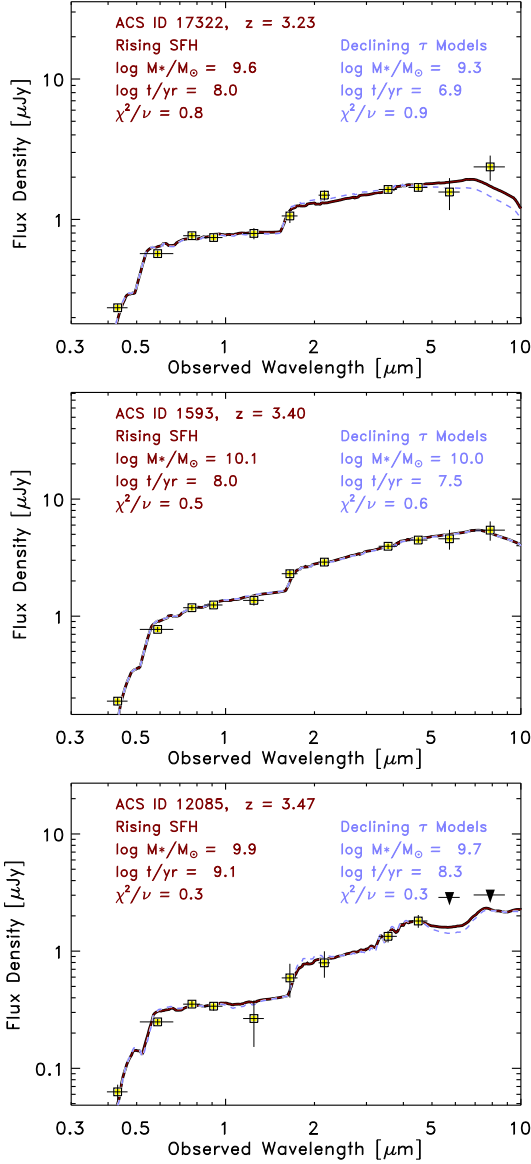 ACS ID 17322, z = 3.23
Rising SFH
log M*/M⊙ = 9.6
log t/yr = 8.0
χ²/ν = 0.8
Declining τ Models
log M*/M⊙ = 9.3
log t/yr = 6.9
χ²/ν = 0.9
10
1
Flux Density [μJy]
0.3 0.5 1 2 5 10
Observed Wavelength [μm]
ACS ID 1593, z = 3.40
Rising SFH
log M*/M⊙ = 10.1
log t/yr = 8.0
χ²/ν = 0.5
Declining τ Models
log M*/M⊙ = 10.0
log t/yr = 7.5
χ²/ν = 0.6
10
1
Flux Density [μJy]
0.3 0.5 1 2 5 10
Observed Wavelength [μm]
ACS ID 12085, z = 3.47
Rising SFH
log M*/M⊙ = 9.9
log t/yr = 9.1
χ²/ν = 0.3
Declining τ Models
log M*/M⊙ = 9.7
log t/yr = 8.3
χ²/ν = 0.3
10
1
0.1
Flux Density [μJy]
0.3 0.5 1 2 5 10
Observed Wavelength [μm]